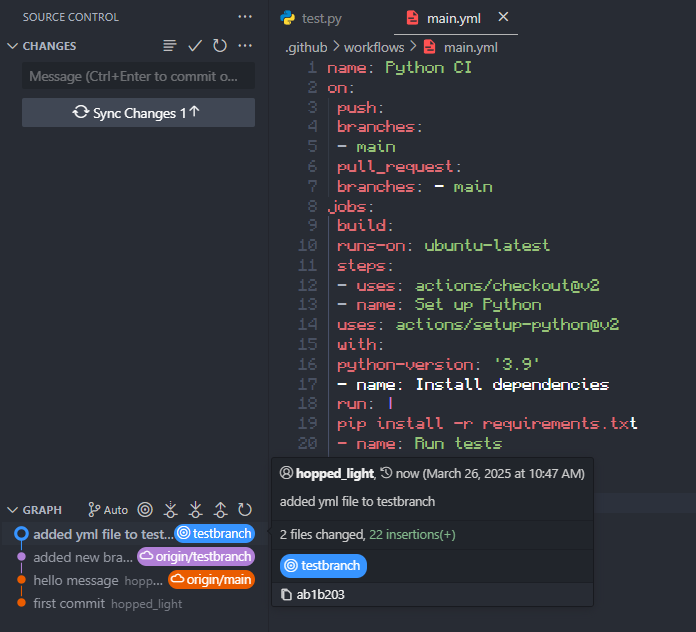 SOURCE CONTROL ...
CHANGES ...
Message (Ctrl+Enter to commit o...
Sync Changes 1↑
test.py
main.yml
.github > workflows > main.yml
1 name: Python CI
2 on:
3 push:
4 branches:
5 - main
6 pull_request:
7 branches: - main
8 jobs:
9 build:
10 runs-on: ubuntu-latest
11 steps:
12 - uses: actions/checkout@v2
13 - name: Set up Python
14 uses: actions/setup-python@v2
15 with:
16 python-version: '3.9'
17 - name: Install dependencies
18 run: |
19 pip install -r requirements.txt
20 - name: Run tests
hopped_light, now (March 26, 2025 at 10:47 AM)
added yml file to testbranch
2 files changed, 22 insertions(+)
testbranch
ab1b203
GRAPH Auto
added yml file to test... testbranch
added new bra... origin/testbranch
hello message hopp... origin/main
first commit hopped_light